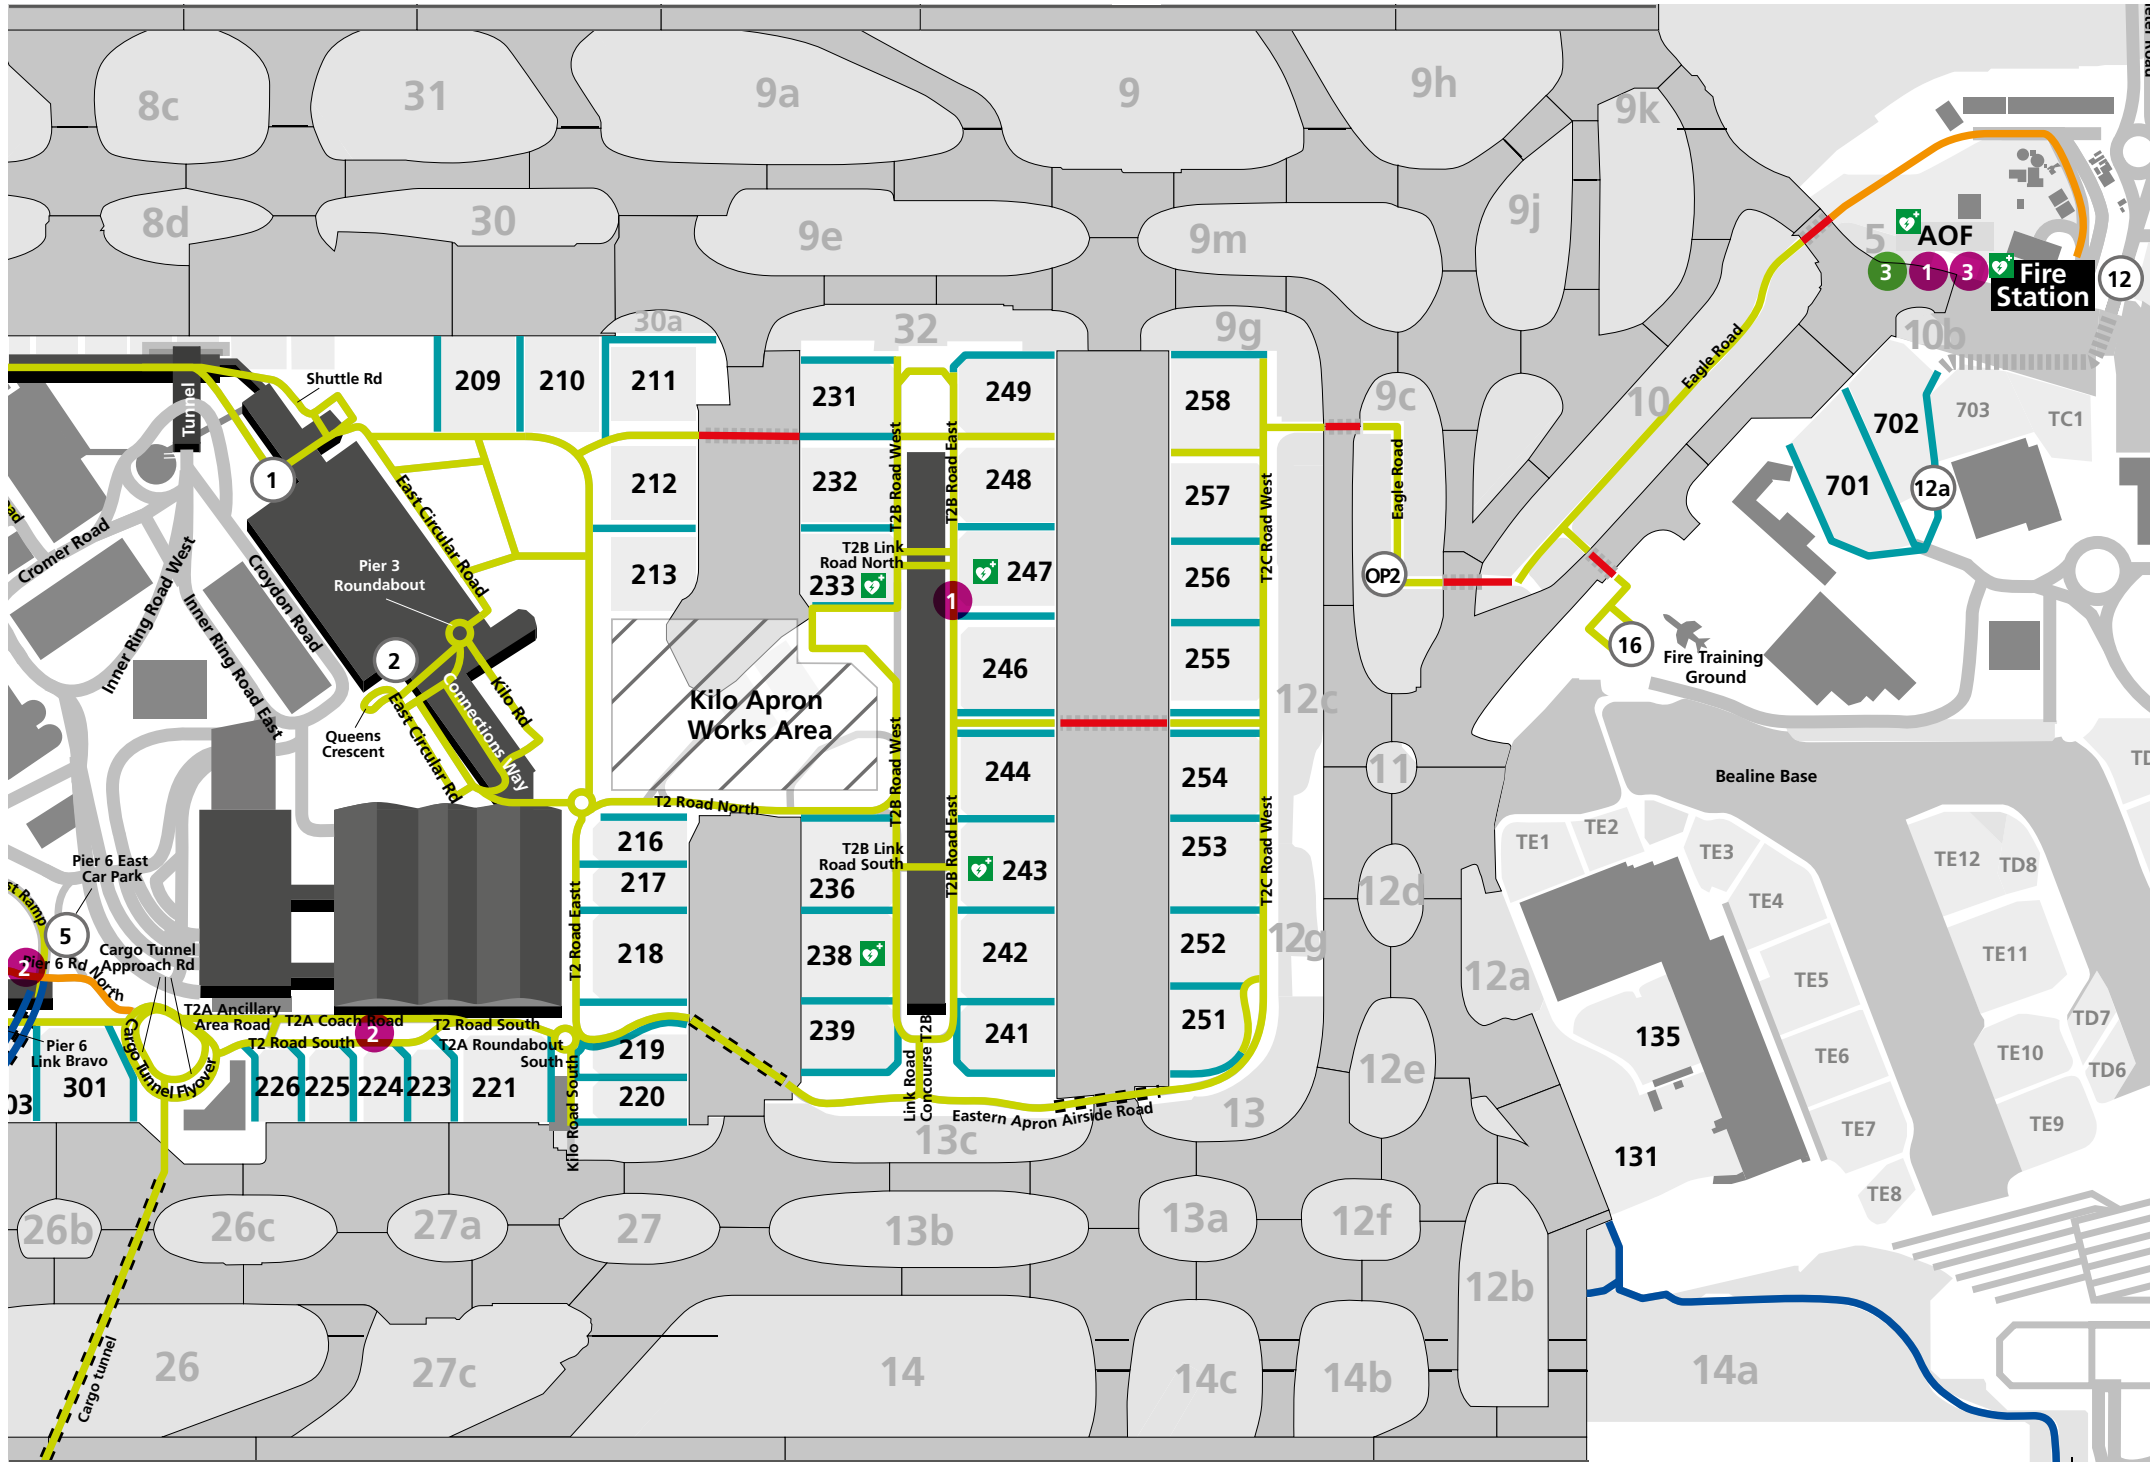 8c
31
9a
9
9h
9k
8d
30
9e
9m
9j
5
AOF
3
1
3
Fire
Station
12
30a
32
9g
9c
10
10b
Eagle Road
Shuttle Rd
Tunnel
209
210
211
231
249
258
702
703
TC1
701
12a
1
212
232
248
257
T2B Road West
T2B Road East
T2C Road West
Eagle Road
Cromer Road
Inner Ring Road West
Inner Ring Road East
Croydon Road
East Circular Road
Pier 3
Roundabout
213
T2B Link
Road North
233
247
256
OP2
1
2
Queens
Crescent
East Circular Rd
Connections Way
Kilo Rd
Kilo Apron
Works Area
246
255
12c
16
Fire Training
Ground
T2 Road North
T2B Road West
T2B Road East
244
254
T2C Road West
11
Bealine Base
216
217
T2B Link
Road South
236
243
253
12d
TE1
TE2
TE3
TE4
TE12
TD8
Pier 6 East
Car Park
5
Cargo Tunnel
Approach Rd
2
Pier 6 Rd North
T2 Road Eastt
218
238
242
252
12g
12a
TE5
TE11
T2A Ancillary
Area Road
T2A Coach Road
2
T2 Road South
T2 Road South
T2A Roundabout
South
219
239
241
251
12e
135
TE6
TE10
TD7
TD6
Pier 6
Link Bravo
Cargo Tunnel Flyover
03
301
226
225
224
223
221
220
Kilo Road South
Link Road
Concourse T2B
Eastern Apron Airside Road
13c
13
131
TE7
TE9
TE8
26b
26c
27a
27
13b
13a
12f
12b
Cargo tunnel
26
27c
14
14c
14b
14a